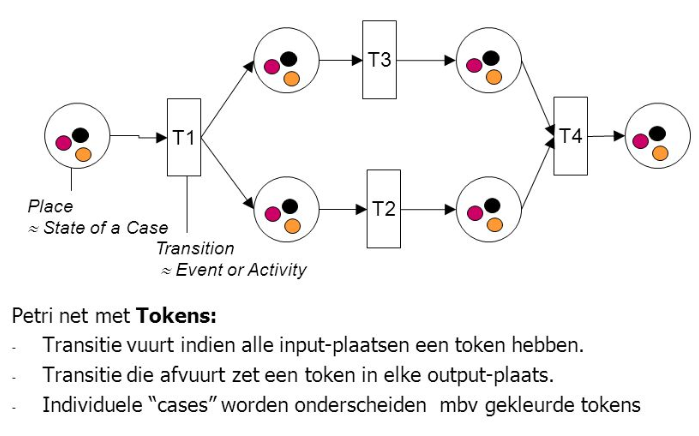 T3
T1
T4
T2
Place
≈ State of a Case
Transition
≈ Event or Activity
Petri net met Tokens:
- Transitie vuurt indien alle input-plaatsen een token hebben.
- Transitie die afvuurt zet een token in elke output-plaats.
- Individuele “cases” worden onderscheiden mbv gekleurde tokens